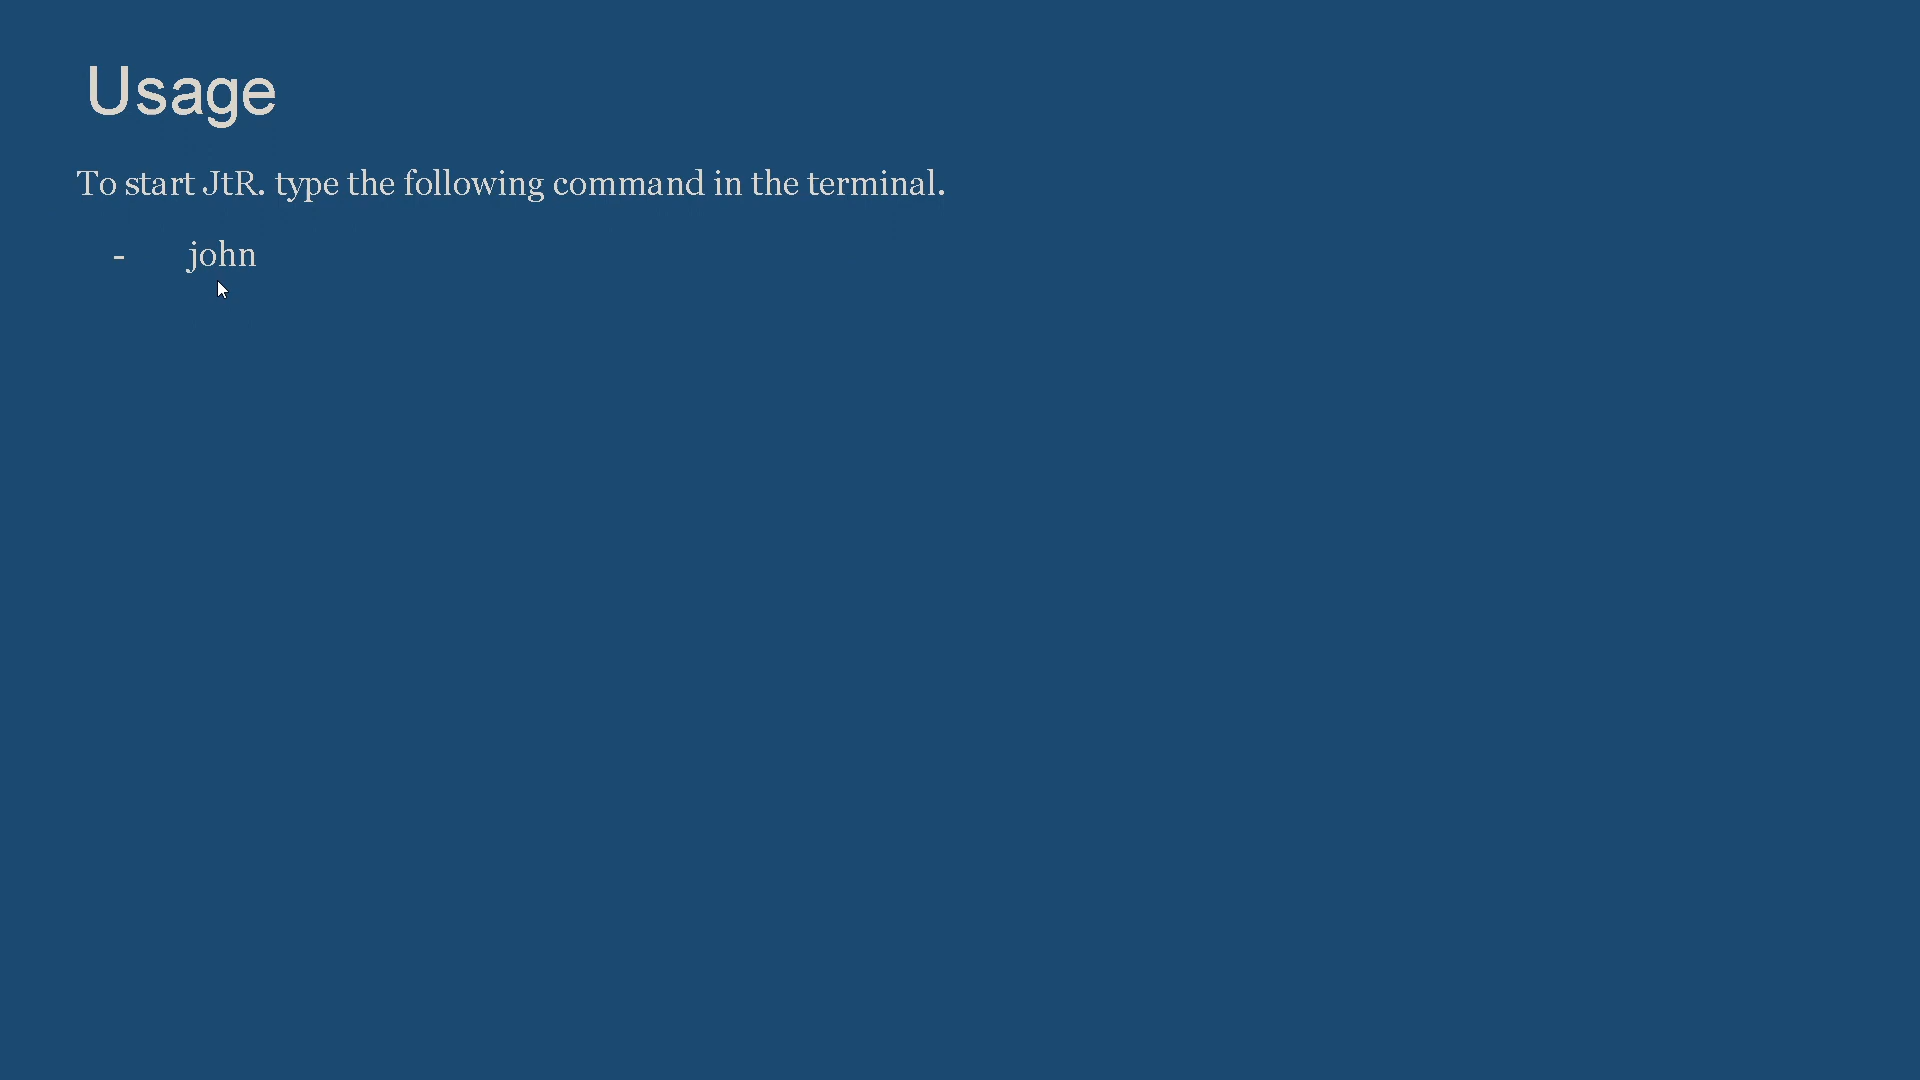 Usage
To start JtR. type the following command in the terminal.
- john